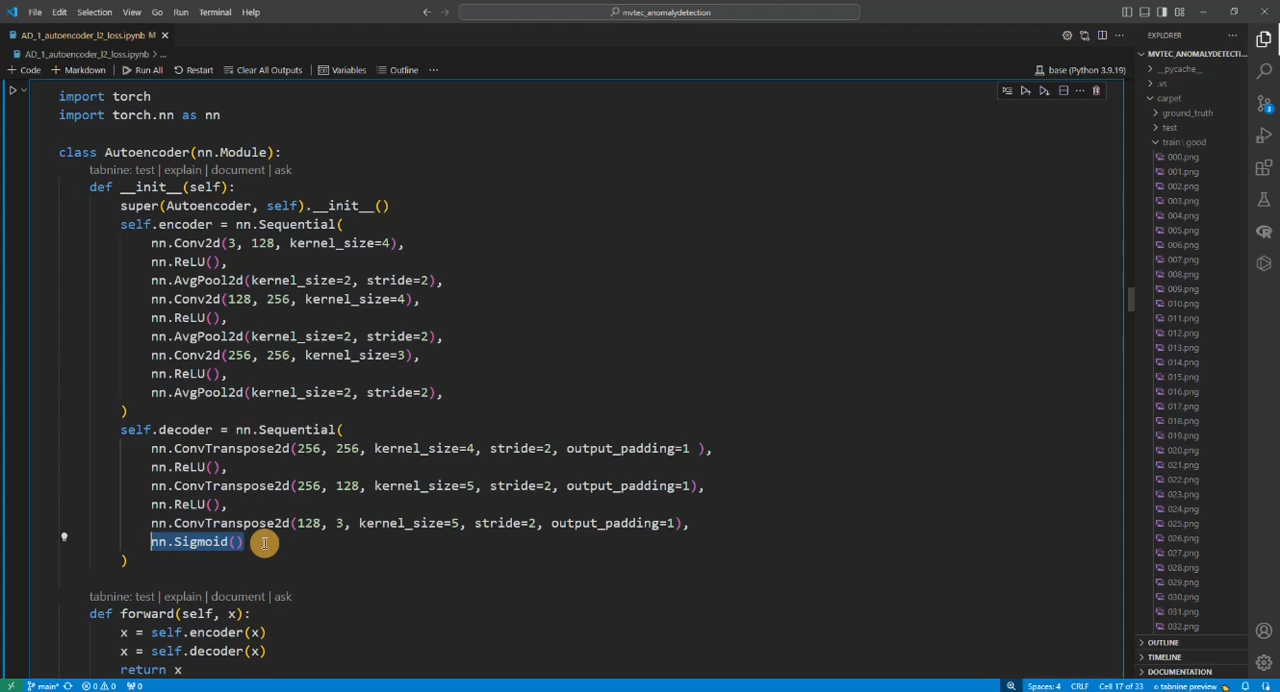 File Edit Selection View Go Run Terminal Help
mvtec_anomalydetection
AD_1_autoencoder_l2_loss.ipynb M
AD_1_autoencoder_l2_loss.ipynb > ...
+ Code + Markdown Run All Restart Clear All Outputs Variables Outline ...
base (Python 3.9.19)
import torch
import torch.nn as nn
class Autoencoder(nn.Module):
tabnine: test | explain | document | ask
def __init__(self):
super(Autoencoder, self).__init__()
self.encoder = nn.Sequential(
nn.Conv2d(3, 128, kernel_size=4),
nn.ReLU(),
nn.AvgPool2d(kernel_size=2, stride=2),
nn.Conv2d(128, 256, kernel_size=4),
nn.ReLU(),
nn.AvgPool2d(kernel_size=2, stride=2),
nn.Conv2d(256, 256, kernel_size=3),
nn.ReLU(),
nn.AvgPool2d(kernel_size=2, stride=2),
)
self.decoder = nn.Sequential(
nn.ConvTranspose2d(256, 256, kernel_size=4, stride=2, output_padding=1 ),
nn.ReLU(),
nn.ConvTranspose2d(256, 128, kernel_size=5, stride=2, output_padding=1),
nn.ReLU(),
nn.ConvTranspose2d(128, 3, kernel_size=5, stride=2, output_padding=1),
nn.Sigmoid()
)
tabnine: test | explain | document | ask
def forward(self, x):
x = self.encoder(x)
x = self.decoder(x)
return x
EXPLORER
MVTEC_ANOMALYDETECTI...
__pycache__
.vs
carpet
ground_truth
test
train\good
000.png
001.png
002.png
003.png
004.png
005.png
006.png
007.png
008.png
009.png
010.png
011.png
012.png
013.png
014.png
015.png
016.png
017.png
018.png
019.png
020.png
021.png
022.png
023.png
024.png
025.png
026.png
027.png
028.png
029.png
030.png
031.png
032.png
OUTLINE
TIMELINE
DOCUMENTATION
main* 0 0 0
Spaces: 4 CRLF Cell 17 of 33 tabnine preview